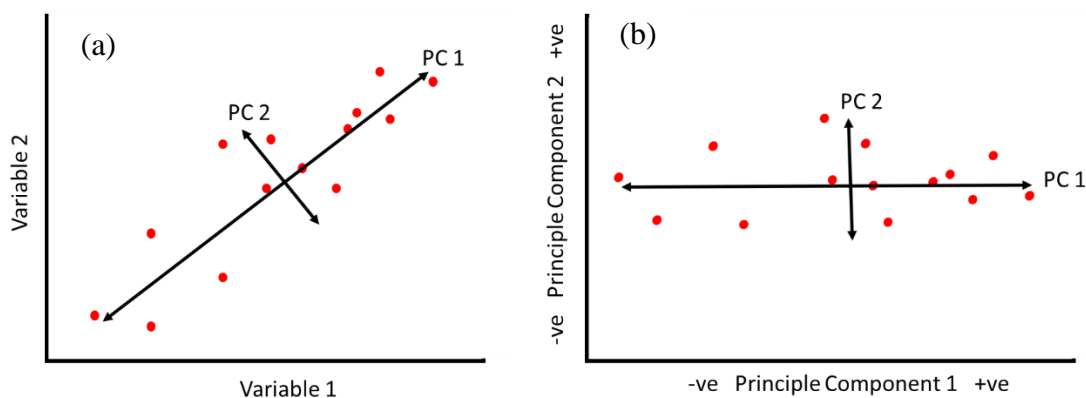 (a)
PC 1
PC 2
Variable 2
Variable 1
(b)
PC 2
PC 1
-ve Principle Component 2 +ve
-ve Principle Component 1 +ve